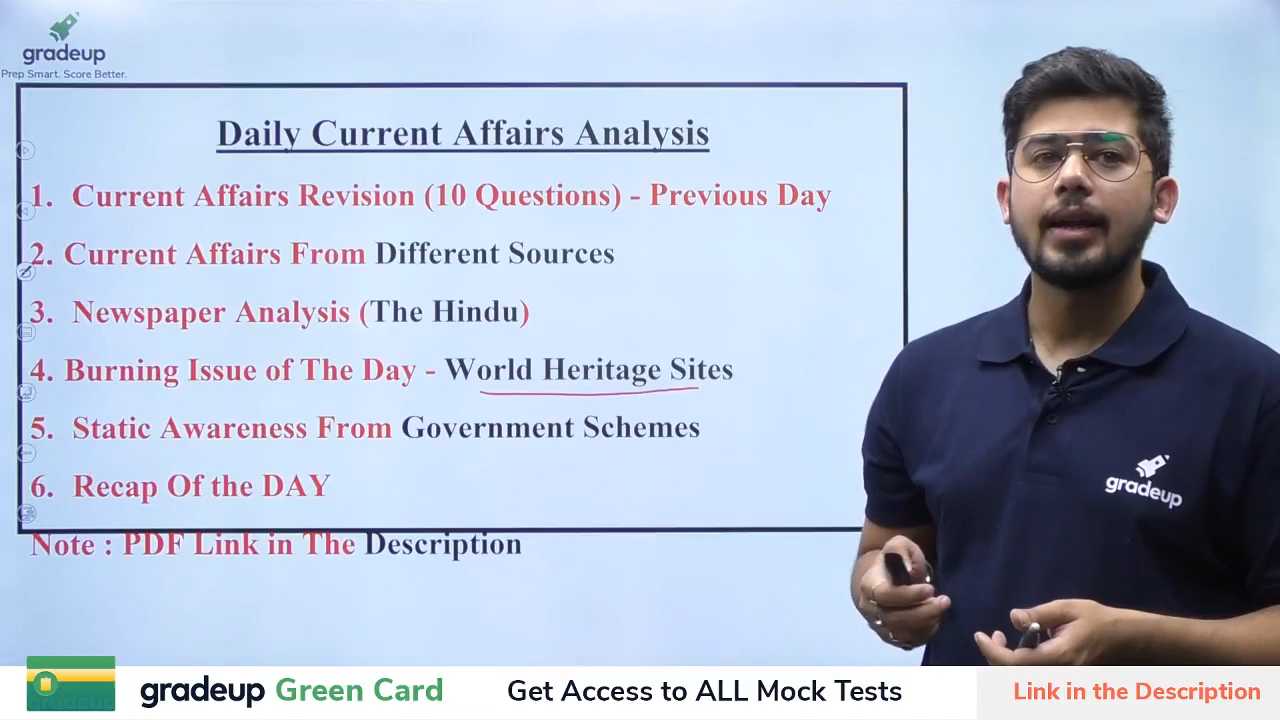 gradeup
Prep Smart. Score Better.
Daily Current Affairs Analysis
1. Current Affairs Revision (10 Questions) - Previous Day
2. Current Affairs From Different Sources
3. Newspaper Analysis (The Hindu)
4. Burning Issue of The Day - World Heritage Sites
5. Static Awareness From Government Schemes
6. Recap Of the DAY
Note : PDF Link in The Description
gradeup
gradeup
gradeup Green Card
Get Access to ALL Mock Tests
Link in the Description